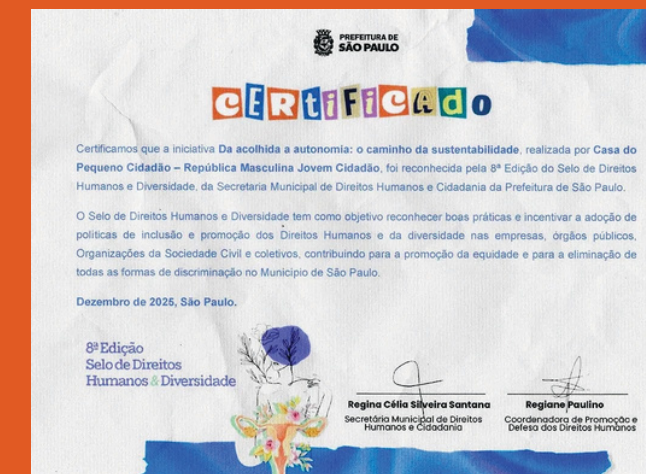 PREFEITURA DE
SÃO PAULO
CERtiFiCAdo
Certificamos que a iniciativa Da acolhida a autonomia: o caminho da sustentabilidade, realizada por Casa do
Pequeno Cidadão – República Masculina Jovem Cidadão, foi reconhecida pela 8ª Edição do Selo de Direitos
Humanos e Diversidade, da Secretaria Municipal de Direitos Humanos e Cidadania da Prefeitura de São Paulo.
O Selo de Direitos Humanos e Diversidade tem como objetivo reconhecer boas práticas e incentivar a adoção de
políticas de inclusão e promoção dos Direitos Humanos e da diversidade nas empresas, órgãos públicos,
Organizações da Sociedade Civil e coletivos, contribuindo para a promoção da equidade e para a eliminação de
todas as formas de discriminação no Município de São Paulo.
Dezembro de 2025, São Paulo.
8ª Edição
Selo de Direitos
Humanos & Diversidade
Regina Célia Silveira Santana
Secretária Municipal de Direitos
Humanos e Cidadania
Regiane Paulino
Coordenadora de Promoção e
Defesa dos Direitos Humanos